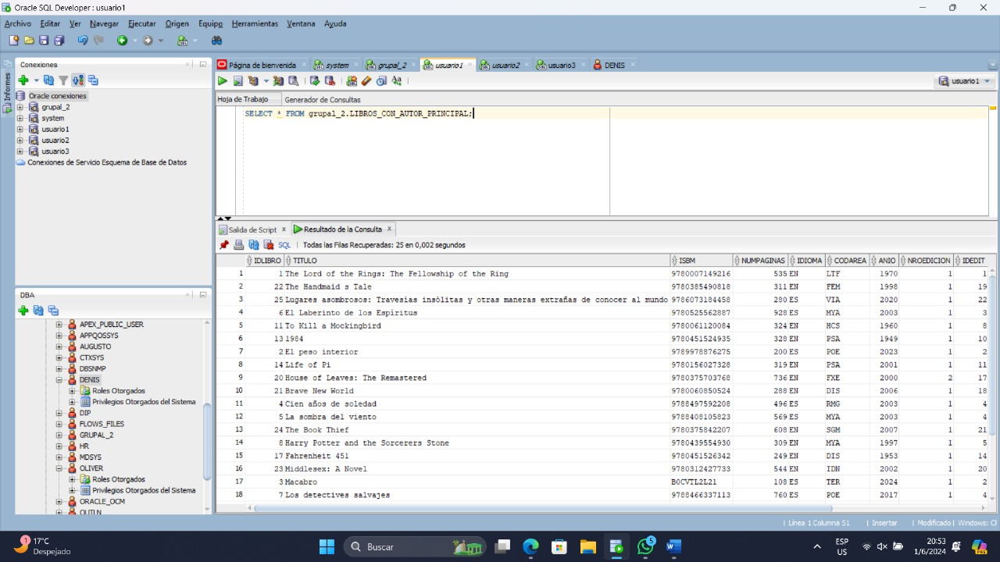 Oracle SQL Developer : usuario1
Archivo Editar Ver Navegar Ejecutar Origen Equipo Herramientas Ventana Ayuda
Informes
Conexiones
Oracle conexiones
grupal_2
system
usuario1
usuario2
usuario3
Conexiones de Servicio Esquema de Base de Datos
DBA
APEX_PUBLIC_USER
APPQOSSYS
AUGUSTO
CTXSYS
DBSNMP
DENIS
Roles Otorgados
Privilegios Otorgados del Sistema
DIP
FLOWS_FILES
GRUPAL_2
HR
MDSYS
OLIVER
Roles Otorgados
Privilegios Otorgados del Sistema
ORACLE_OCM
OUTLN
Página de bienvenida system grupal_2 usuario1 usuario2 usuario3 DENIS
usuario1
Hoja de Trabajo Generador de Consultas
SELECT * FROM grupal_2.LIBROS_CON_AUTOR_PRINCIPAL;
Salida de Script x Resultado de la Consulta x
SQL | Todas las Filas Recuperadas: 25 en 0,002 segundos
IDLIBRO TITULO ISBM NUMPAGINAS IDIOMA CODAREA ANIO NROEDICION IDEDIT
1 1 The Lord of the Rings: The Fellowship of the Ring 9780007149216 535 EN LTF 1970 1 1
2 22 The Handmaid s Tale 9780385490818 311 EN FEM 1998 1 19
3 25 Lugares asombrosos: Travesias insólitas y otras maneras extrañas de conocer al mundo 9786073184458 280 ES VIA 2020 1 22
4 6 El Laberinto de los Espiritus 9780525562887 928 ES MYA 2003 1 3
5 11 To Kill a Mockingbird 9780061120084 324 EN HCS 1960 1 8
6 13 1984 9780451524935 328 EN PSA 1949 1 10
7 2 El peso interior 9789978876275 200 ES POE 2023 1 2
8 14 Life of Pi 9780156027328 319 EN PSA 2001 1 11
9 20 House of Leaves: The Remastered 9780375703768 736 EN FXE 2000 2 17
10 21 Brave New World 9780060850524 288 EN DIS 2006 1 18
11 4 Cien años de soledad 9788497592208 496 ES RMG 2003 1 4
12 5 La sombra del viento 9788408105823 569 ES MYA 2003 1 4
13 24 The Book Thief 9780375842207 608 EN SGM 2007 1 21
14 8 Harry Potter and the Sorcerers Stone 9780439554930 309 EN MYA 1997 1 5
15 17 Fahrenheit 451 9780451526342 249 EN DIS 1953 1 14
16 23 Middlesex: A Novel 9780312427733 544 EN IDN 2002 1 20
17 3 Macabro B0CVTL2L21 108 ES TER 2024 1 2
18 7 Los detectives salvajes 9788466337113 760 ES POE 2017 1 4
| Línea 1 Columna 51 | Insertar | Modificado | Windows: C
1
17°C
Despejado
Buscar
5
ESP
US
20:53
1/6/2024
PRE